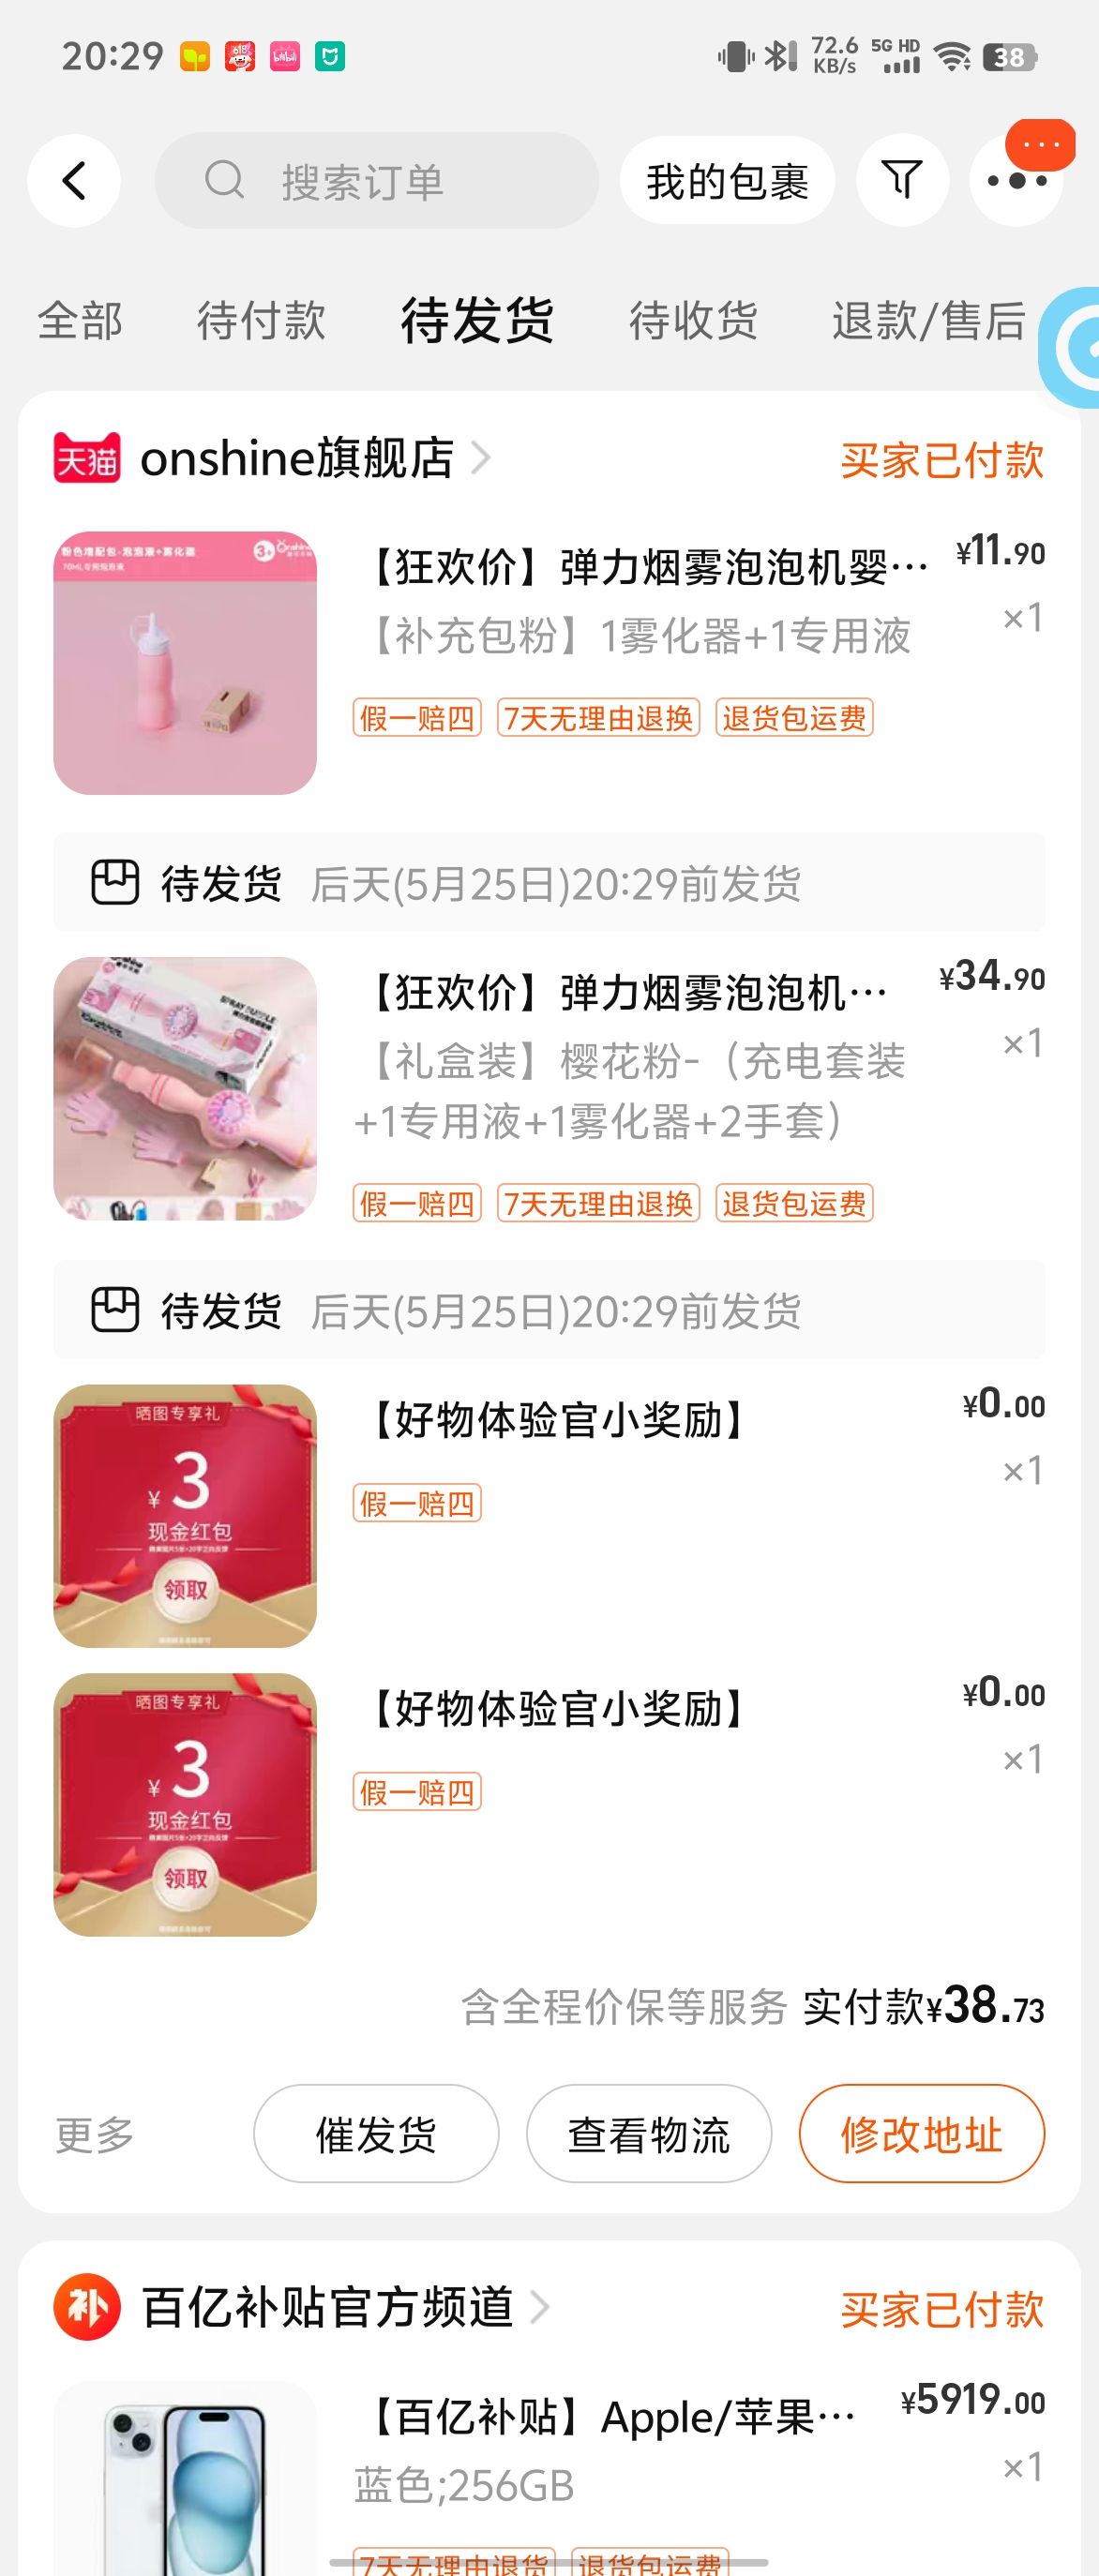 20:29
72.6
KB/s
5G HD
38
搜索订单
我的包裹
全部 待付款 待发货 待收货 退款/售后
天猫 onshine旗舰店
买家已付款
粉色增配包-泡泡液+雾化器
3+
【狂欢价】弹力烟雾泡泡机婴…
¥11.90
【补充包粉】1雾化器+1专用液
×1
假一赔四 7天无理由退换 退货包运费
待发货 后天(5月25日)20:29前发货
【狂欢价】弹力烟雾泡泡机…
¥34.90
【礼盒装】樱花粉-（充电套装
+1专用液+1雾化器+2手套）
×1
假一赔四 7天无理由退换 退货包运费
待发货 后天(5月25日)20:29前发货
晒图专享礼
¥3
现金红包
领取
【好物体验官小奖励】
¥0.00
×1
假一赔四
晒图专享礼
¥3
现金红包
领取
【好物体验官小奖励】
¥0.00
×1
假一赔四
含全程价保等服务 实付款¥38.73
更多 催发货 查看物流 修改地址
补 百亿补贴官方频道
买家已付款
【百亿补贴】Apple/苹果…
¥5919.00
蓝色;256GB
×1
7天无理由退货 退货包运费